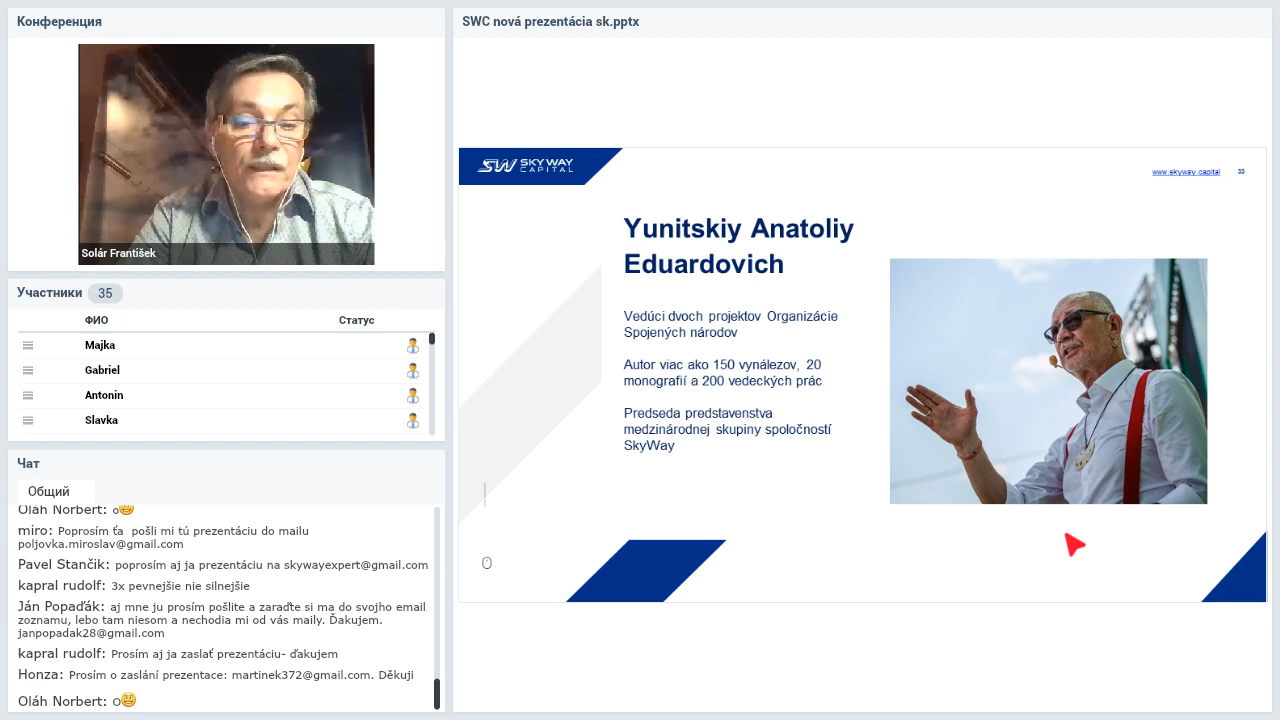 Конференция
Solár František
Участники 35
ФИО Статус
Majka
Gabriel
Antonin
Slavka
Чат
Общий
Oláh Norbert: o
miro: Poprosím ťa pošli mi tú prezentáciu do mailu
poljovka.miroslav@gmail.com
Pavel Stančik: poprosím aj ja prezentáciu na skywayexpert@gmail.com
kapral rudolf: 3x pevnejšie nie silnejšie
Ján Popaďák: aj mne ju prosím pošlite a zaraďte si ma do svojho email
zoznamu, lebo tam niesom a nechodia mi od vás maily. Ďakujem.
janpopadak28@gmail.com
kapral rudolf: Prosím aj ja zaslať prezentáciu- ďakujem
Honza: Prosím o zaslání prezentace: martinek372@gmail.com. Děkuji
Oláh Norbert: O
SWC nová prezentácia sk.pptx
SW SKY WAY
CAPITAL
www.skyway.capital 33
Yunitskiy Anatoliy
Eduardovich
Vedúci dvoch projektov Organizácie
Spojených národov
Autor viac ako 150 vynálezov, 20
monografií a 200 vedeckých prác
Predseda predstavenstva
medzinárodnej skupiny spoločností
SkyWay